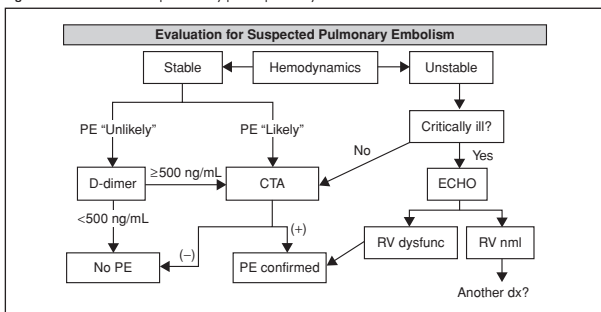 Evaluation for Suspected Pulmonary Embolism
Stable
Hemodynamics
Unstable
PE “Unlikely”
PE “Likely”
Critically ill?
No
Yes
D-dimer
≥500 ng/mL
CTA
ECHO
<500 ng/mL
(−)
(+)
RV dysfunc
RV nml
No PE
PE confirmed
Another dx?